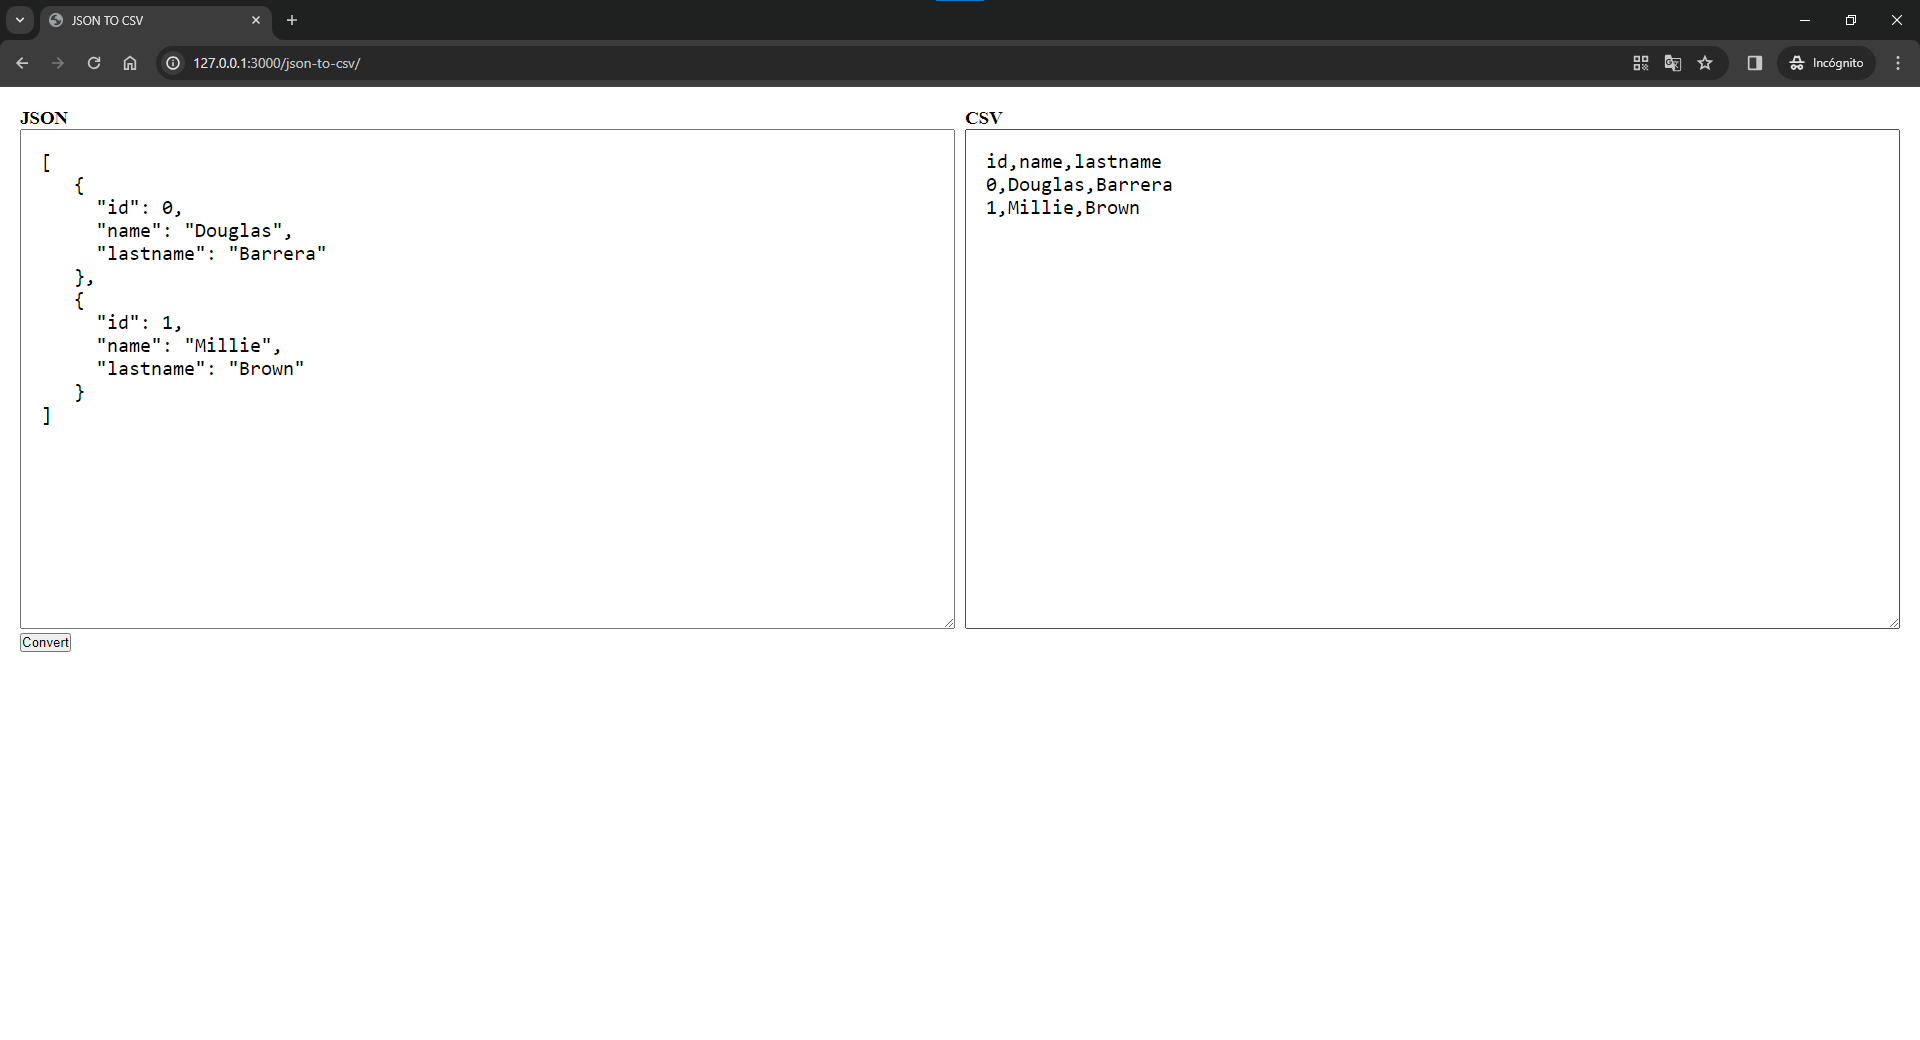 JSON TO CSV
127.0.0.1:3000/json-to-csv/
Incógnito
JSON
[
   {
     "id": 0,
     "name": "Douglas",
     "lastname": "Barrera"
   },
   {
     "id": 1,
     "name": "Millie",
     "lastname": "Brown"
   }
]
CSV
id,name,lastname
0,Douglas,Barrera
1,Millie,Brown
Convert